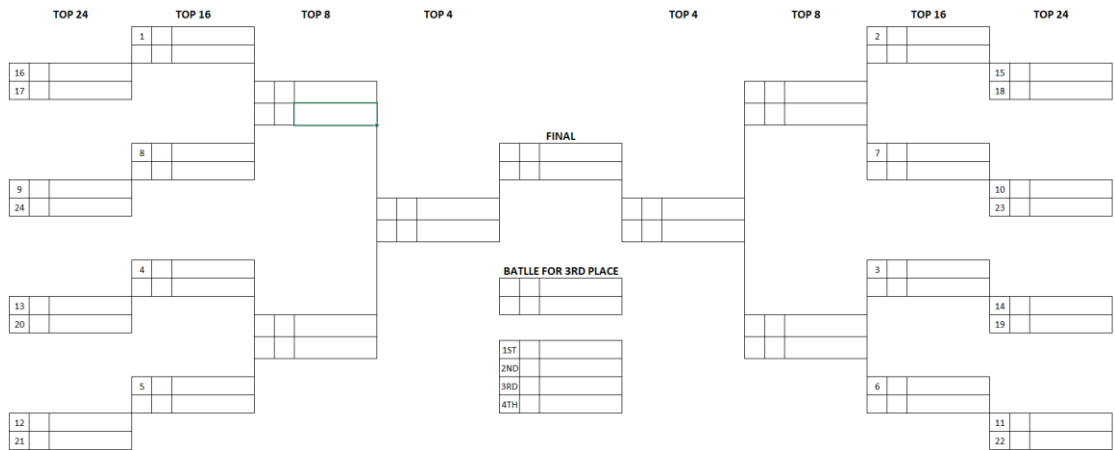 TOP 24 TOP 16 TOP 8 TOP 4 TOP 4 TOP 8 TOP 16 TOP 24
1 2
16 15
17 18
FINAL
8 7
9 10
24 23
4 BATLLE FOR 3RD PLACE 3
13 14
20 19
1ST
2ND
5 3RD 6
4TH
12 11
21 22